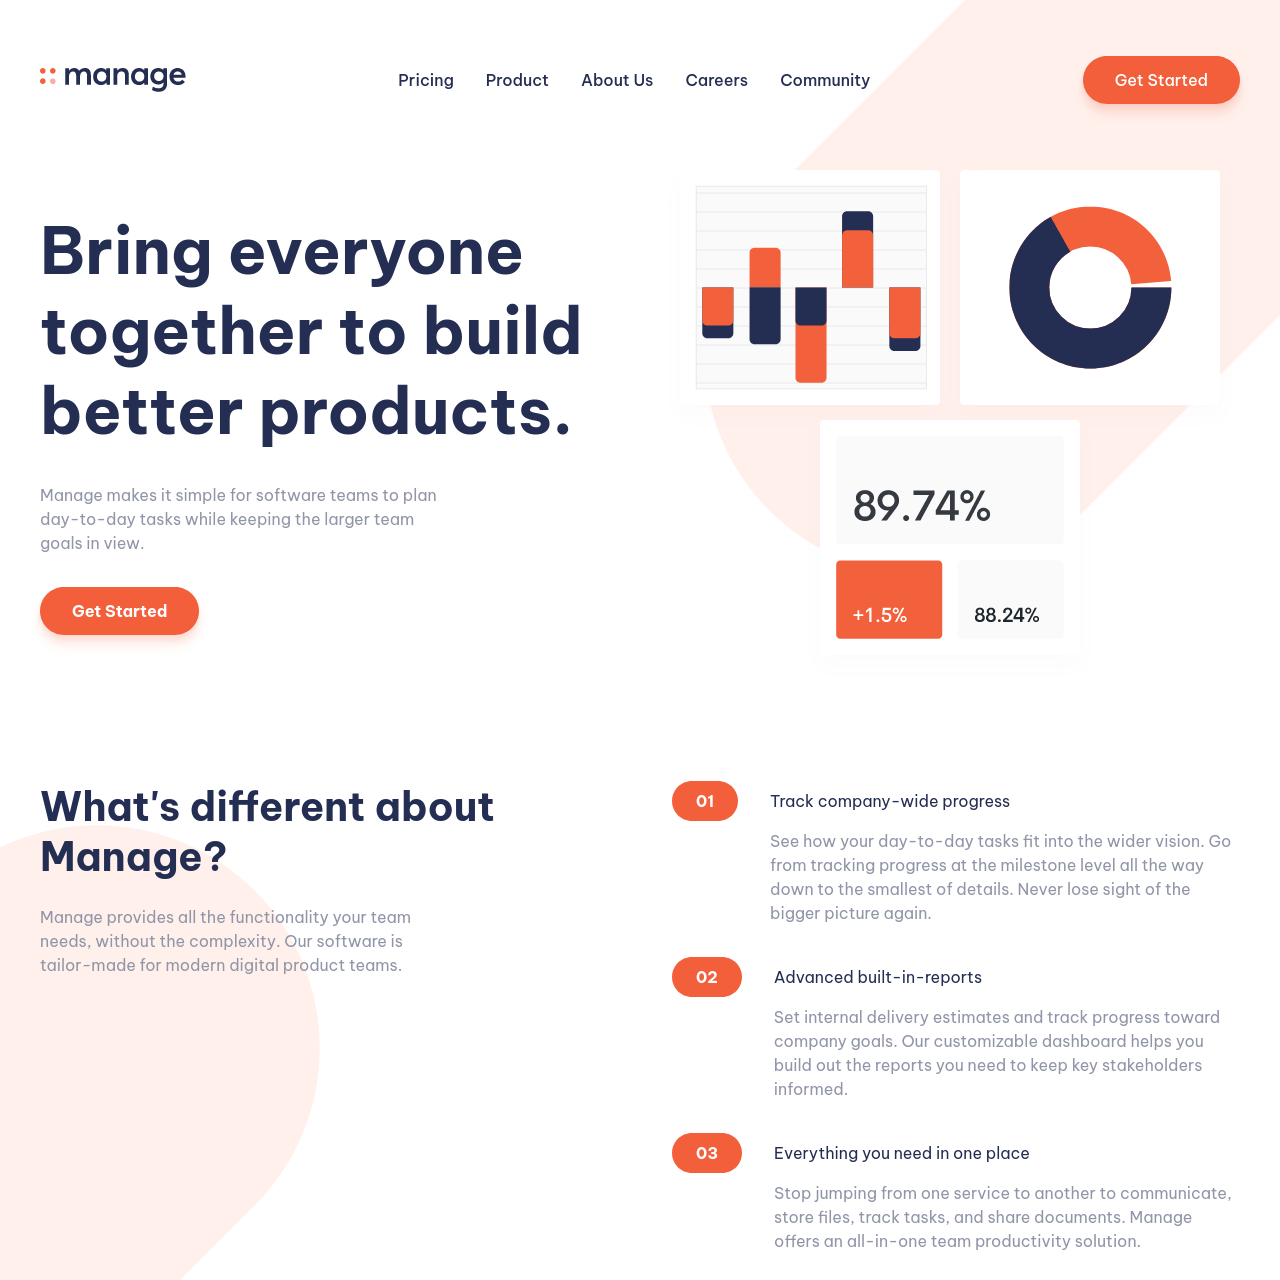 manage
Pricing Product About Us Careers Community
Get Started
Bring everyone
together to build
better products.
Manage makes it simple for software teams to plan
day-to-day tasks while keeping the larger team
goals in view.
Get Started
89.74%
+1.5%
88.24%
What's different about
Manage?
Manage provides all the functionality your team
needs, without the complexity. Our software is
tailor-made for modern digital product teams.
01
Track company-wide progress
See how your day-to-day tasks fit into the wider vision. Go
from tracking progress at the milestone level all the way
down to the smallest of details. Never lose sight of the
bigger picture again.
02
Advanced built-in-reports
Set internal delivery estimates and track progress toward
company goals. Our customizable dashboard helps you
build out the reports you need to keep key stakeholders
informed.
03
Everything you need in one place
Stop jumping from one service to another to communicate,
store files, track tasks, and share documents. Manage
offers an all-in-one team productivity solution.